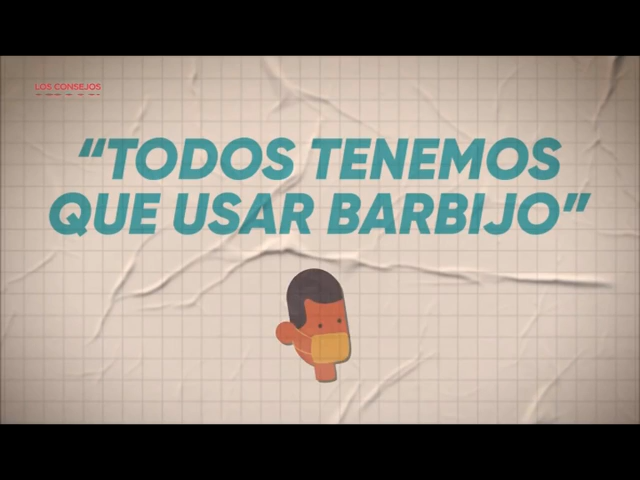 LOS CONSEJOS
“TODOS TENEMOS
QUE USAR BARBIJO”